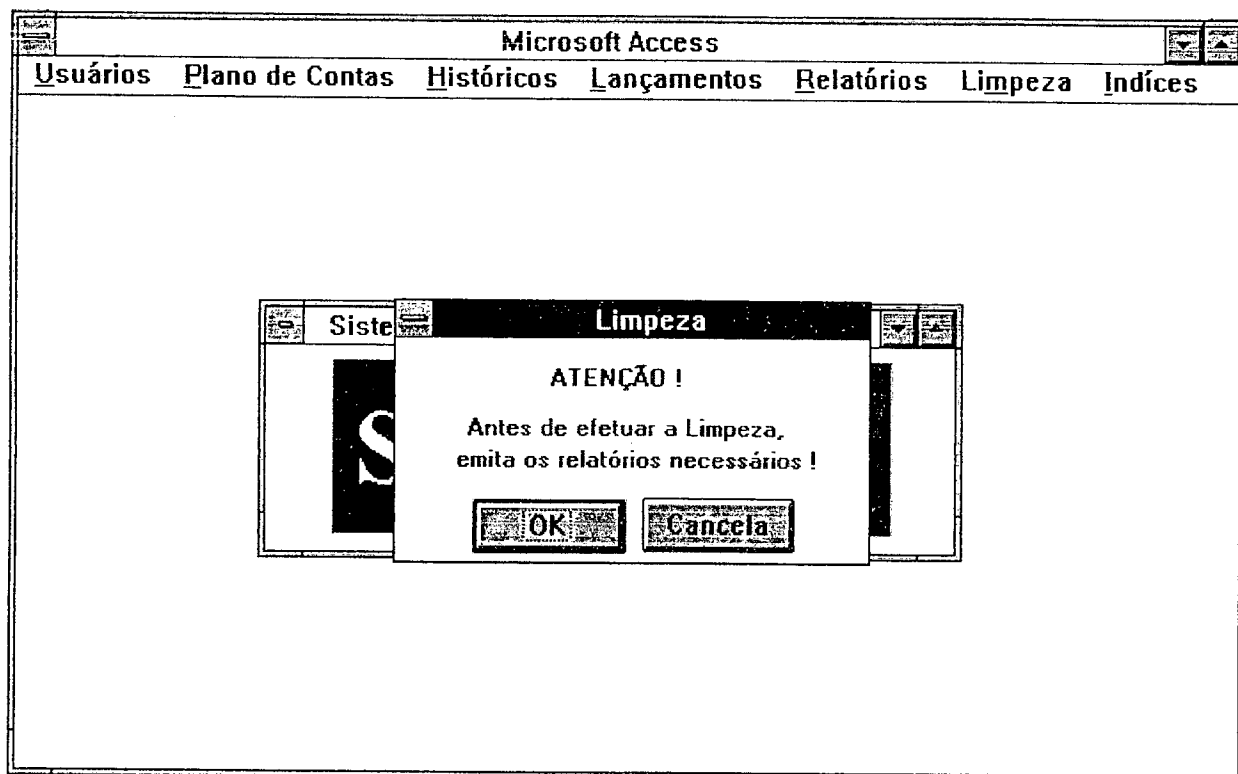 Microsoft Access
Usuários Plano de Contas Históricos Lançamentos Relatórios Limpeza Indíces
Limpeza
ATENÇÃO !
Antes de efetuar a Limpeza,
emita os relatórios necessários !
OK Cancela